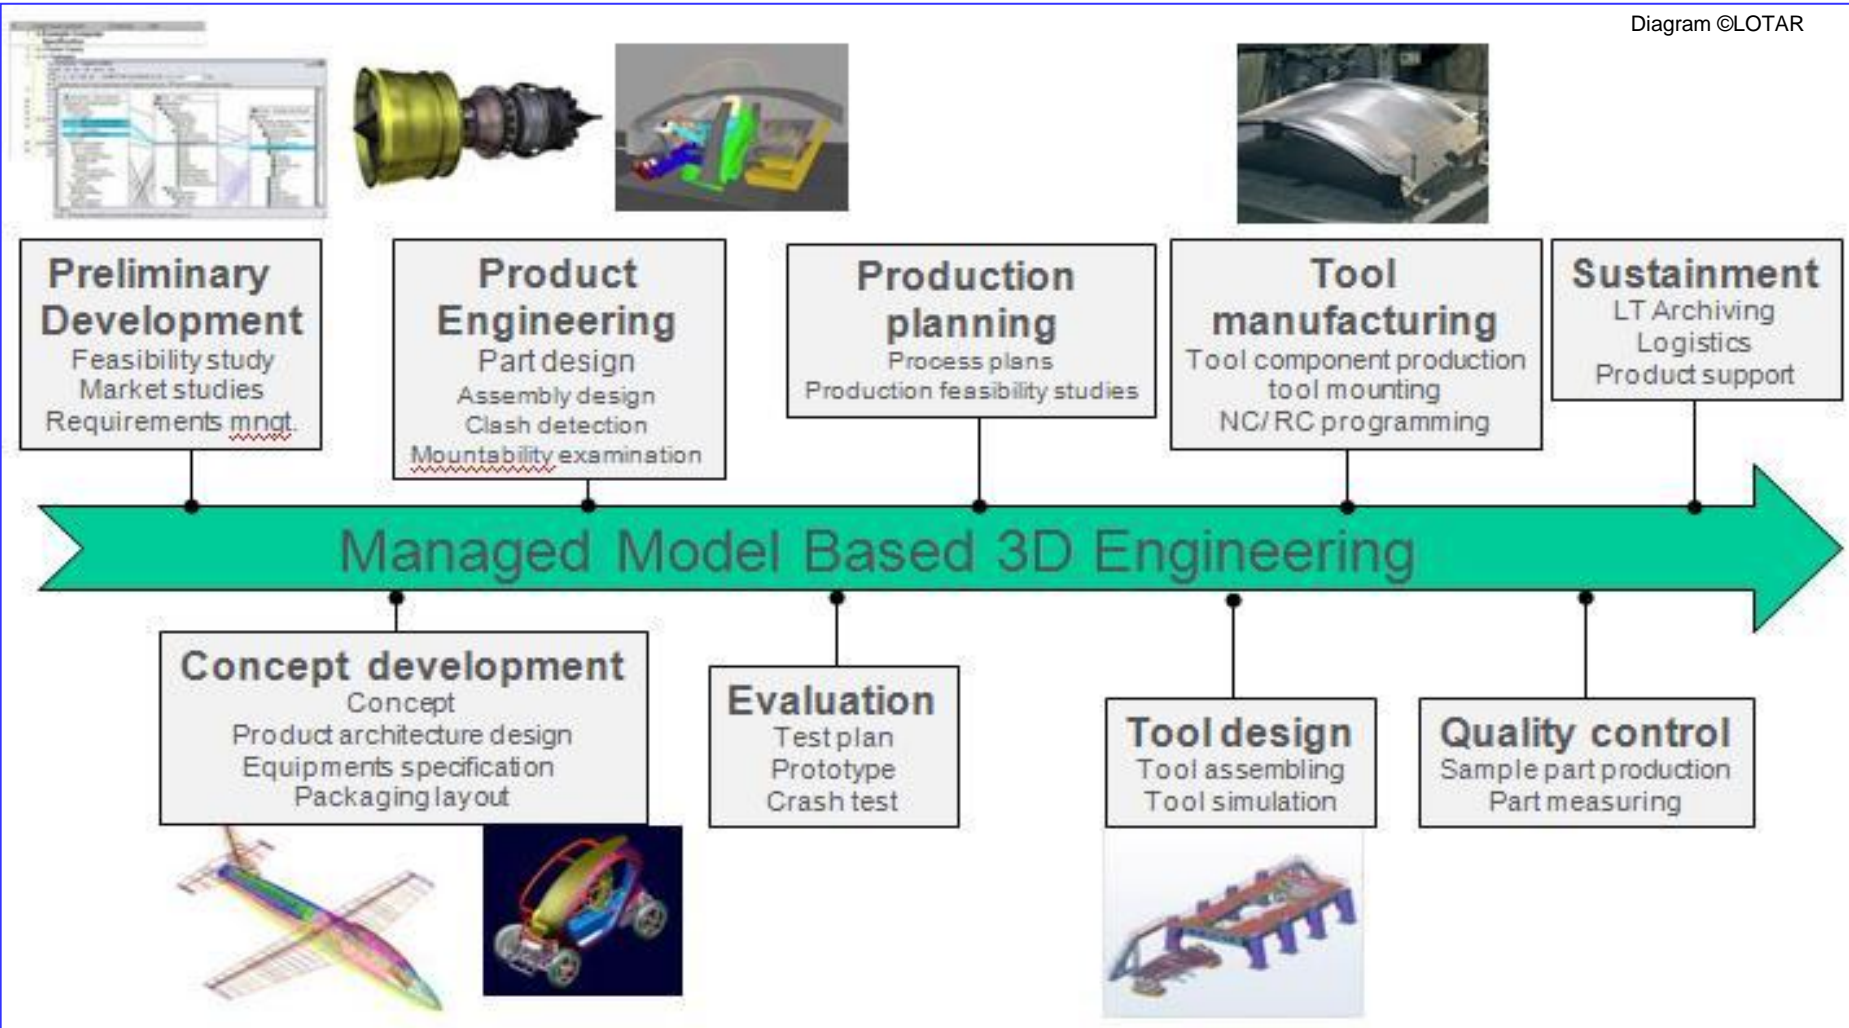 Diagram ©LOTAR
Preliminary
Development
Feasibility study
Market studies
Requirements mngt.
Product
Engineering
Part design
Assembly design
Clash detection
Mountability examination
Production
planning
Process plans
Production feasibility studies
Tool
manufacturing
Tool component production
tool mounting
NC/RC programming
Sustainment
LT Archiving
Logistics
Product support
Managed Model Based 3D Engineering
Concept development
Concept
Product architecture design
Equipments specification
Packaging layout
Evaluation
Test plan
Prototype
Crash test
Tool design
Tool assembling
Tool simulation
Quality control
Sample part production
Part measuring